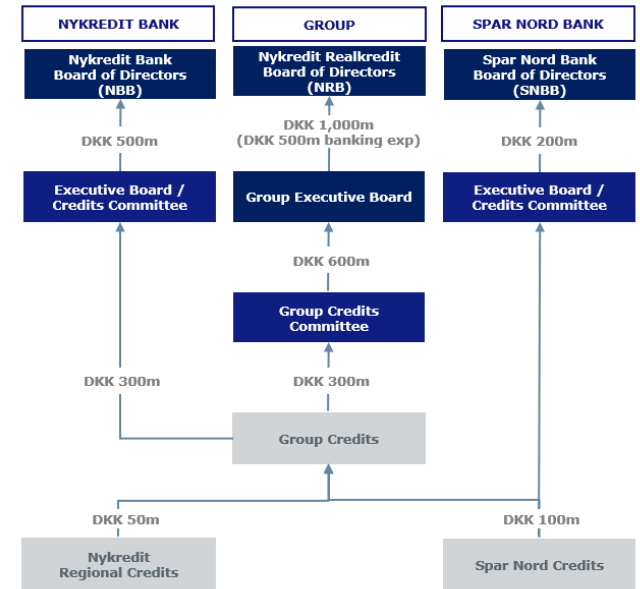 NYKREDIT BANK
GROUP
SPAR NORD BANK
Nykredit Bank
Board of Directors
(NBB)
Nykredit Realkredit
Board of Directors
(NRB)
Spar Nord Bank
Board of Directors
(SNBB)
DKK 500m
DKK 1,000m
(DKK 500m banking exp)
DKK 200m
Executive Board /
Credits Committee
Group Executive Board
Executive Board /
Credits Committee
DKK 600m
Group Credits
Committee
DKK 300m
DKK 300m
Group Credits
DKK 50m
DKK 100m
Nykredit
Regional Credits
Spar Nord Credits